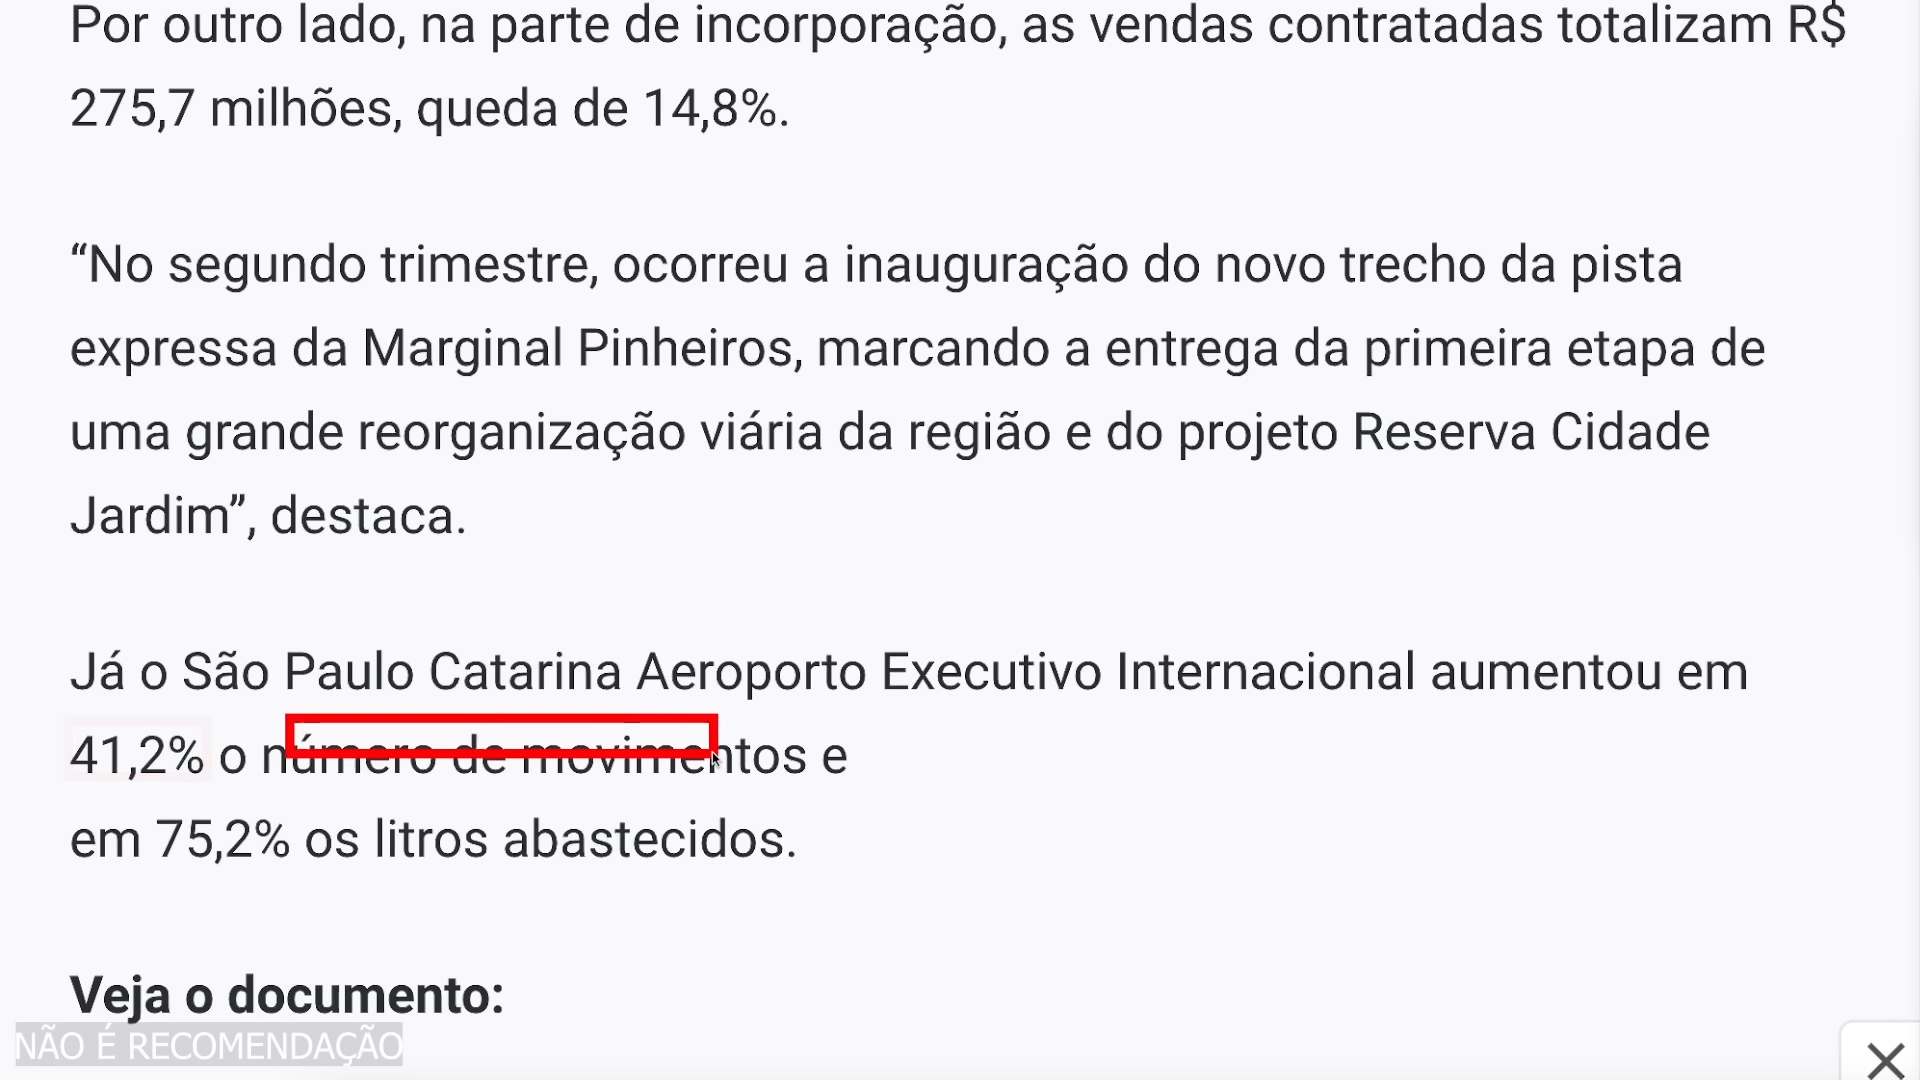 Por outro lado, na parte de incorporação, as vendas contratadas totalizam R$
275,7 milhões, queda de 14,8%.
“No segundo trimestre, ocorreu a inauguração do novo trecho da pista
expressa da Marginal Pinheiros, marcando a entrega da primeira etapa de
uma grande reorganização viária da região e do projeto Reserva Cidade
Jardim”, destaca.
Já o São Paulo Catarina Aeroporto Executivo Internacional aumentou em
41,2% o número de movimentos e
em 75,2% os litros abastecidos.
Veja o documento:
NÃO É RECOMENDAÇÃO